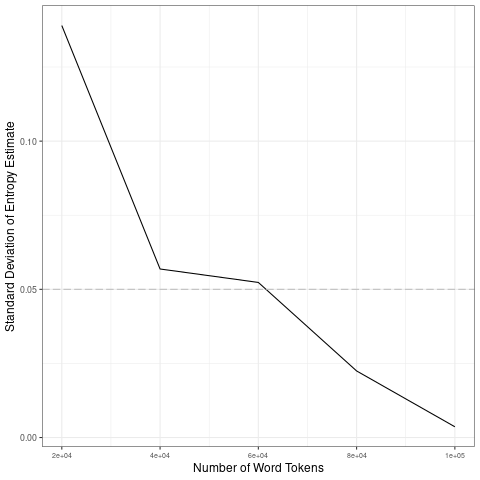 Standard Deviation of Entropy Estimate
0.10
0.05
0.00
2e+04 4e+04 6e+04 8e+04 1e+05
Number of Word Tokens